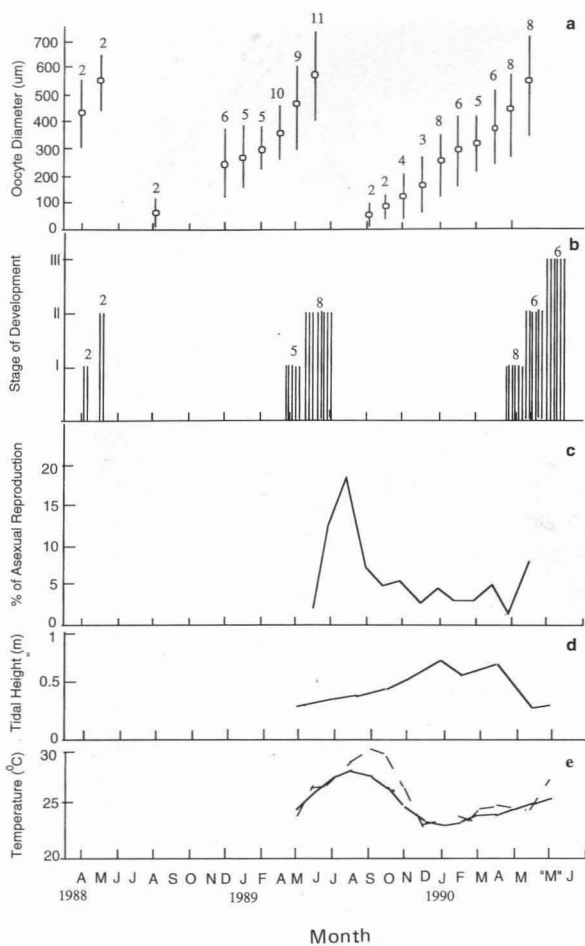 a
11
8
2
2
9
8
6
10
6
5
5
8
6
5
4
3
2
2
2
700
600
500
400
300
200
100
0
Oocyte Diameter (um)
b
III
II
I
Stage of Development
2
2
5
8
8
6
6
c
20
15
10
5
0
% of Asexual Reproduction
d
1
0.5
0
Tidal Height (m)
e
30
25
20
Temperature (⁰C)
A M J J A S O N D J F A M J J A S O N D J F M A M "M" J
1988 1989 1990
Month